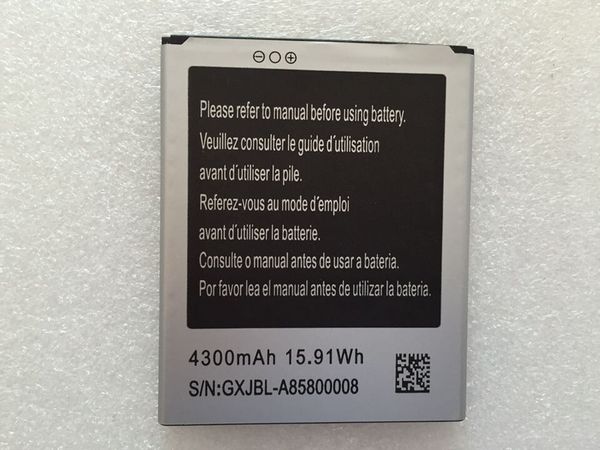 ⊖○⊕
Please refer to manual before using battery.
Veuillez consulter le guide d´utilisation
avant d´utiliser la pile.
Referez-vous au mode d´emploi
avant d´utiliser la batterie.
Consulte o manual antes de usar a bateria.
Por favor lea el manual antes de utilizar la bateria.
4300mAh 15.91Wh
S/N:GXJBL-A85800008